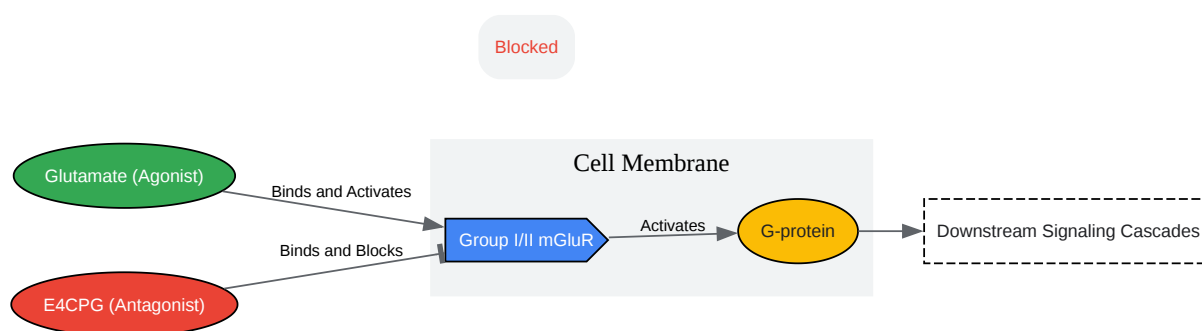 Blocked
Cell Membrane
Glutamate (Agonist)
Binds and Activates
Group I/II mGluR
Activates
G-protein
Downstream Signaling Cascades
Binds and Blocks
E4CPG (Antagonist)